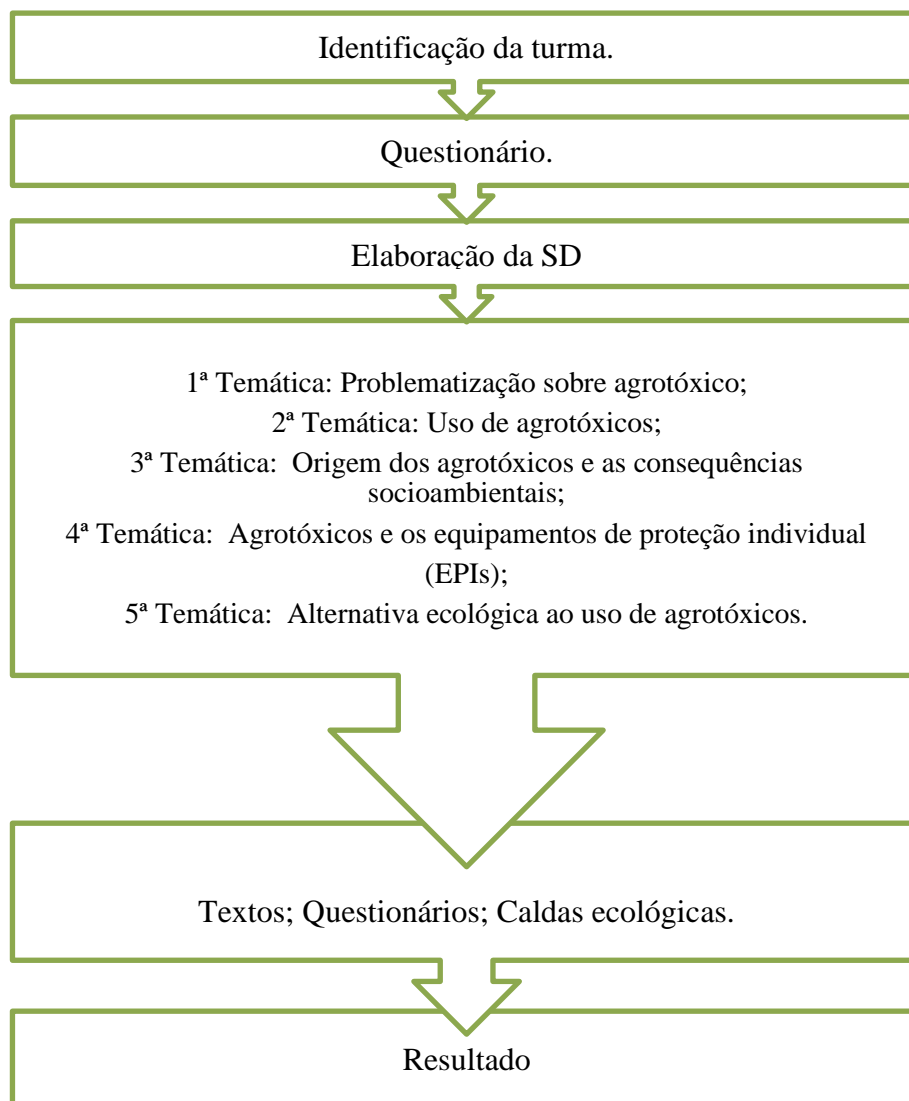 Identificação da turma.
Questionário.
Elaboração da SD
1ª Temática: Problematização sobre agrotóxico;
2ª Temática: Uso de agrotóxicos;
3ª Temática: Origem dos agrotóxicos e as consequências
socioambientais;
4ª Temática: Agrotóxicos e os equipamentos de proteção individual
(EPIs);
5ª Temática: Alternativa ecológica ao uso de agrotóxicos.
Textos; Questionários; Caldas ecológicas.
Resultado